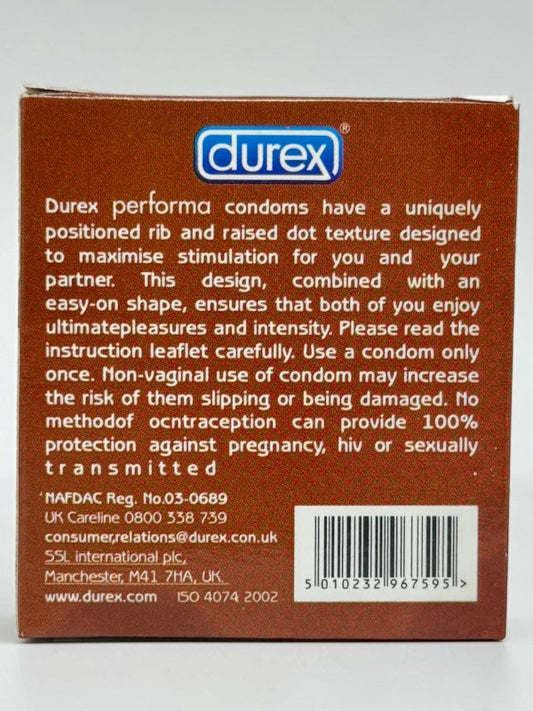 durex®
Durex performa condoms have a uniquely
positioned rib and raised dot texture designed
to maximise stimulation for you and your
partner. This design, combined with an
easy-on shape, ensures that both of you enjoy
ultimatepleasures and intensity. Please read the
instruction leaflet carefully. Use a condom only
once. Non-vaginal use of condom may increase
the risk of them slipping or being damaged. No
methodof ocntraception can provide 100%
protection against pregnancy, hiv or sexually
transmitted
NAFDAC Reg. No.03-0689
UK Careline 0800 338 739
consumer,relations@durex.con.uk
SSL international plc,
Manchester, M41 7HA, UK.
www.durex.com ISO 4074 2002
5 010232 967595 >